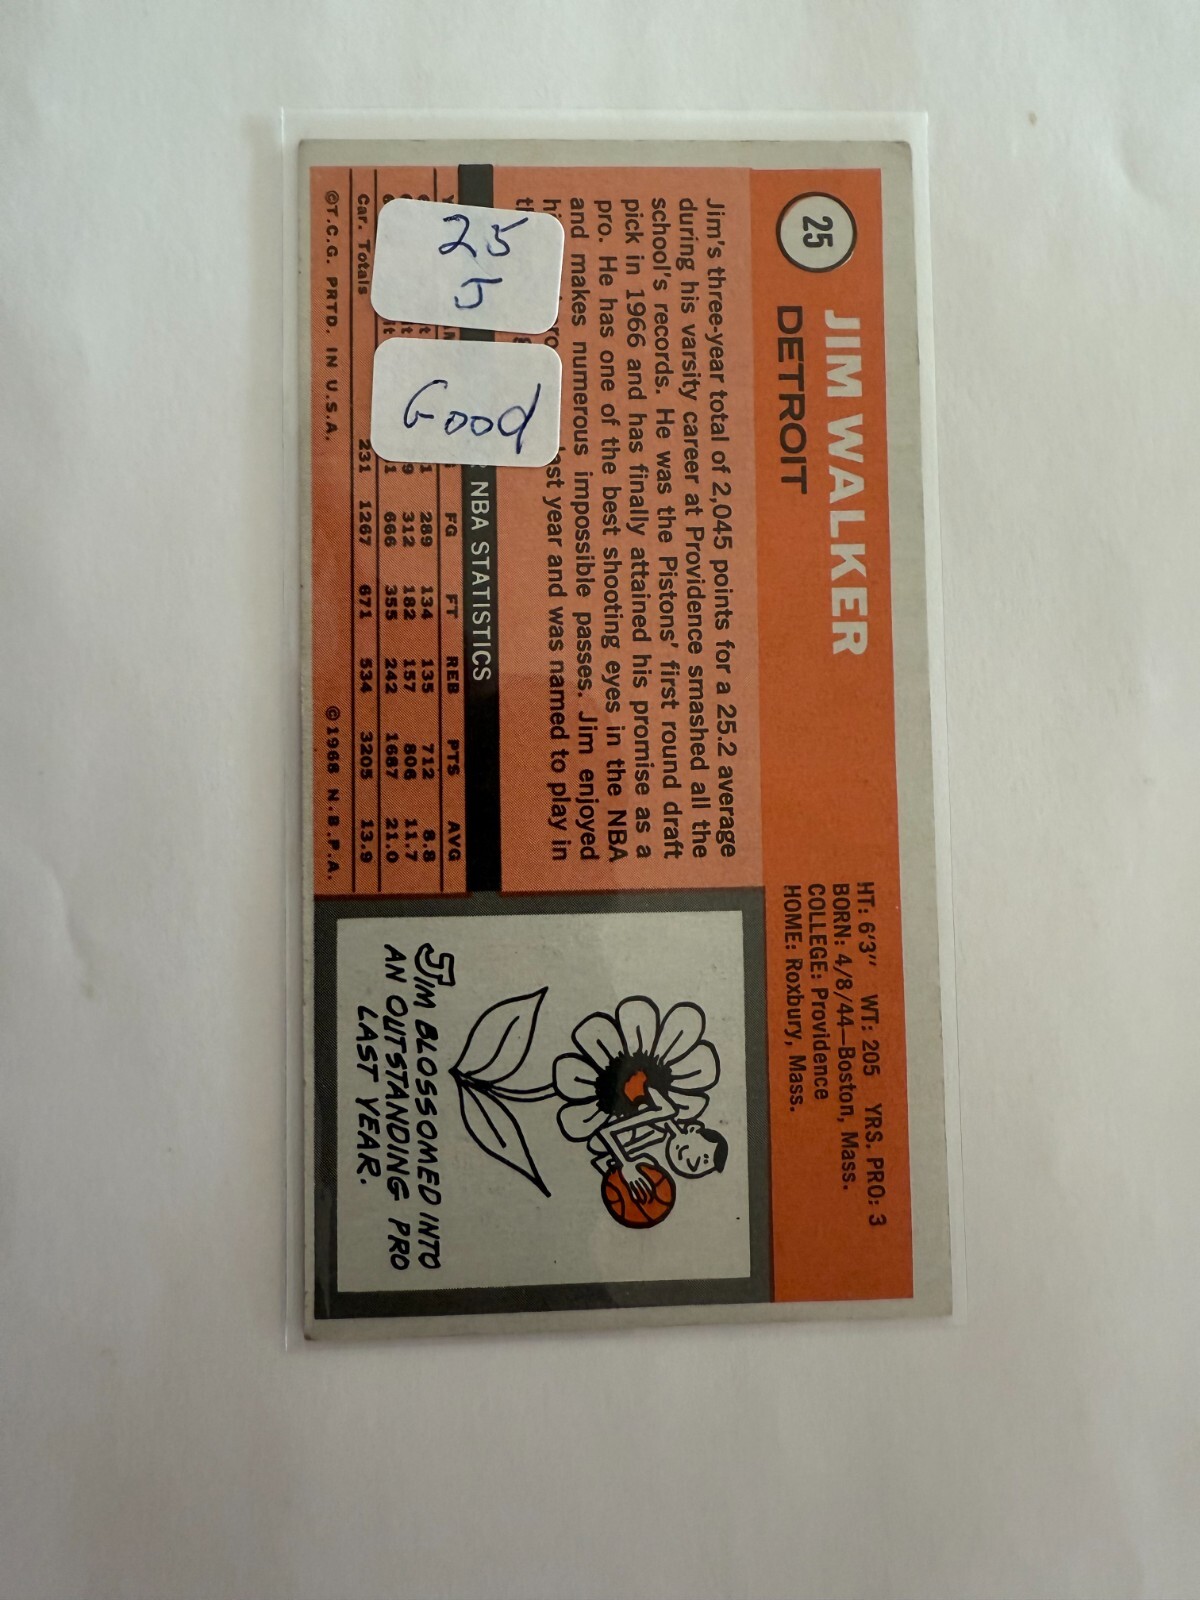 25
JIM WALKER
DETROIT
HT: 6'3" WT: 205 YRS. PRO: 3
BORN: 4/8/44—Boston, Mass.
COLLEGE: Providence
HOME: Roxbury, Mass.
Jim's three-year total of 2,045 points for a 25.2 average
during his varsity career at Providence smashed all the
school's records. He was the Pistons' first round draft
pick in 1966 and has finally attained his promise as a
pro. He has one of the best shooting eyes in the NBA
and makes numerous impossible passes. Jim enjoyed
last year and was named to play in
NBA STATISTICS
FG FT REB PTS AVG
289 134 135 712 8.8
312 182 157 806 11.7
666 355 242 1687 21.0
Car. Totals 231 1267 671 534 3205 13.9
©T.C.G. PRTD. IN U.S.A. ©1968 N.B.P.A.
25
5
Good
JIM BLOSSOMED INTO
AN OUTSTANDING PRO
LAST YEAR.